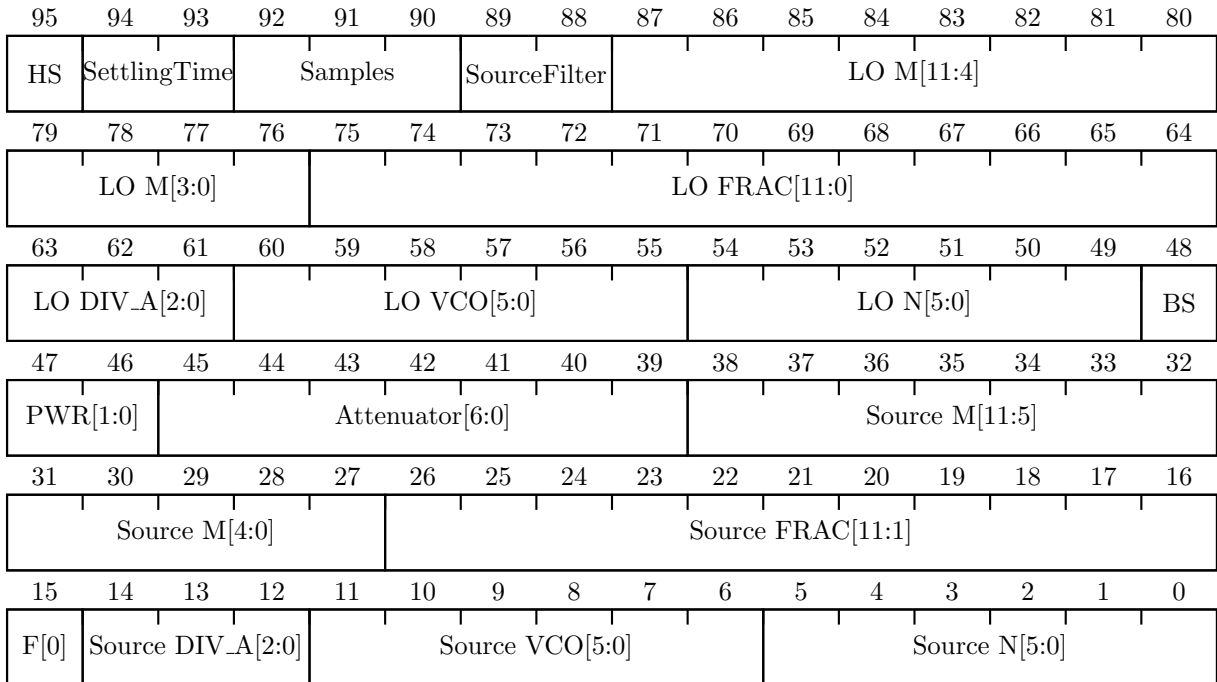 95 94 93 92 91 90 89 88 87 86 85 84 83 82 81 80
HS SettlingTime Samples SourceFilter LO M[11:4]
79 78 77 76 75 74 73 72 71 70 69 68 67 66 65 64
LO M[3:0] LO FRAC[11:0]
63 62 61 60 59 58 57 56 55 54 53 52 51 50 49 48
LO DIV_A[2:0] LO VCO[5:0] LO N[5:0] BS
47 46 45 44 43 42 41 40 39 38 37 36 35 34 33 32
PWR[1:0] Attenuator[6:0] Source M[11:5]
31 30 29 28 27 26 25 24 23 22 21 20 19 18 17 16
Source M[4:0] Source FRAC[11:1]
15 14 13 12 11 10 9 8 7 6 5 4 3 2 1 0
F[0] Source DIV_A[2:0] Source VCO[5:0] Source N[5:0]